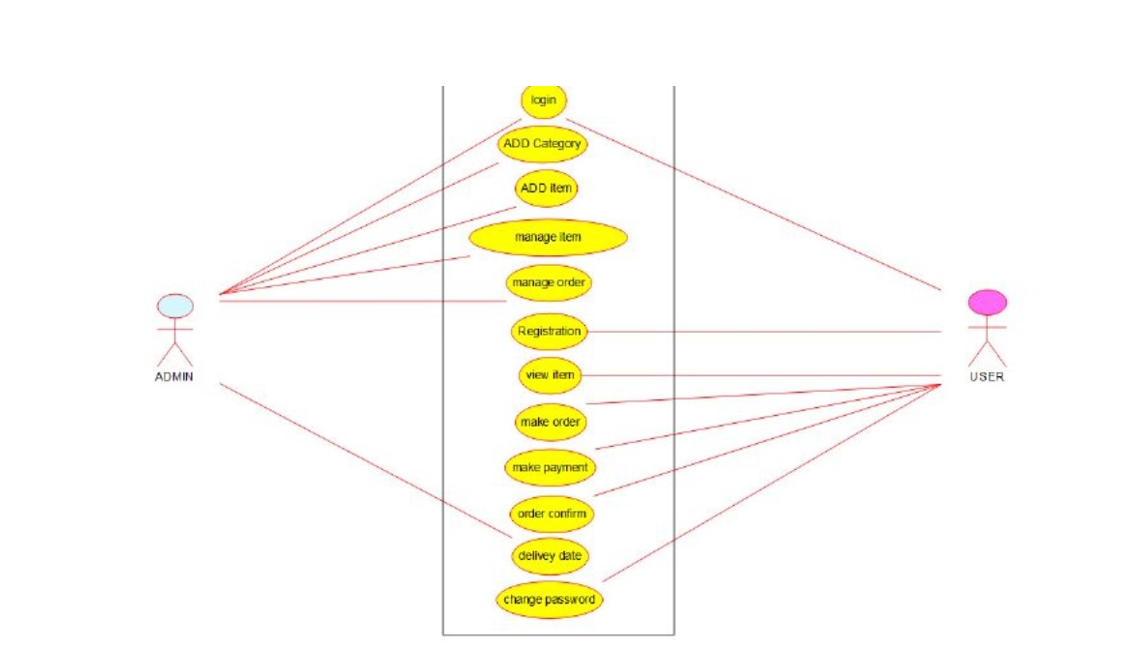 login
ADD Category
ADD item
manage item
manage order
Registration
view item
ADMIN
USER
make order
make payment
order confirm
delivey date
change password